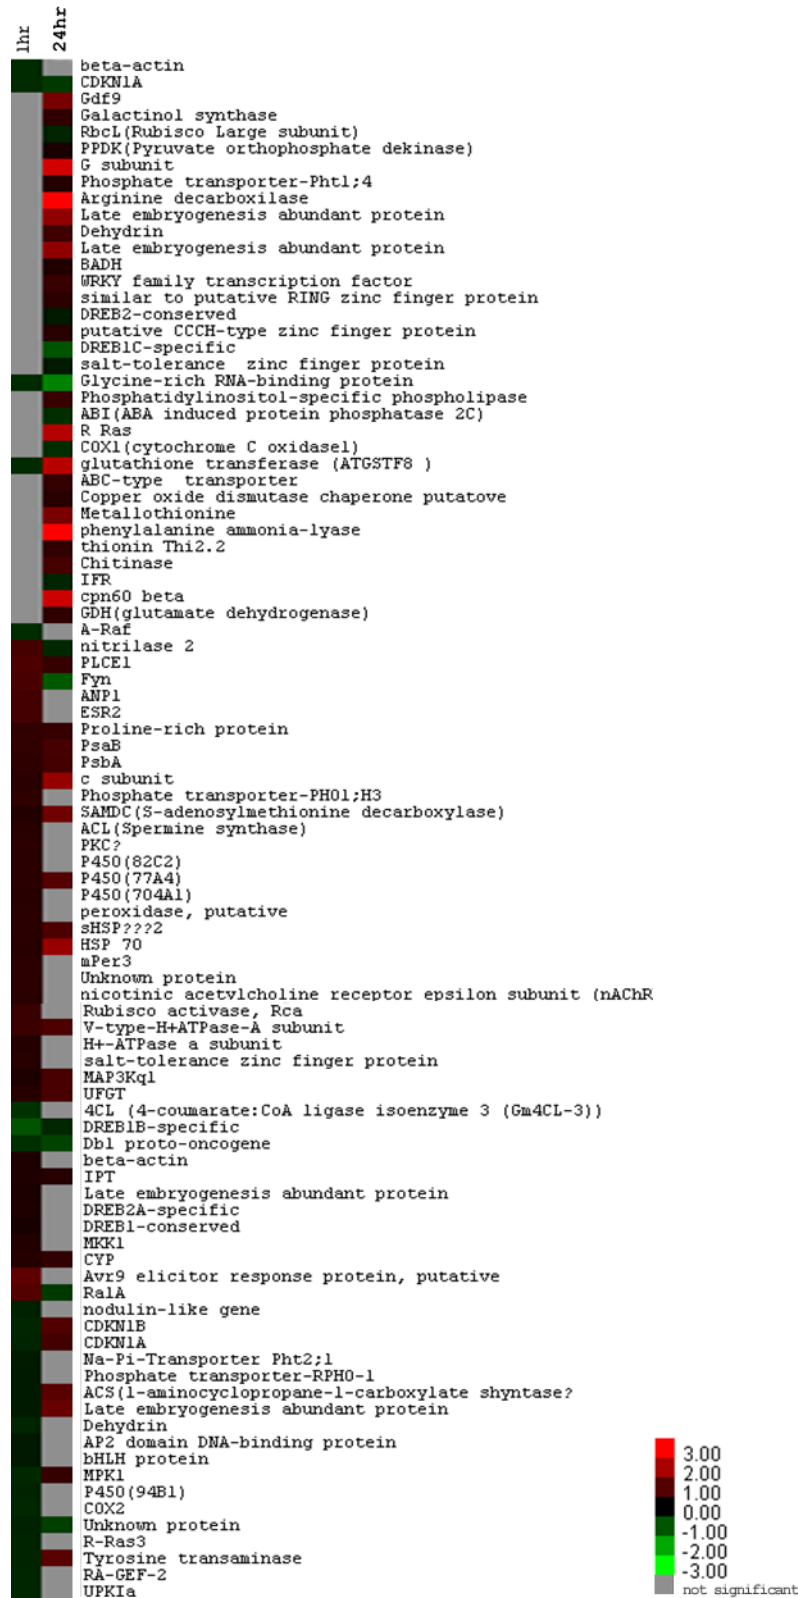 1hr
24hr
beta-actin
CDKN1A
Gdf9
Galactinol synthase
RbcL(Rubisco Large subunit)
PPDK(Pyruvate orthophosphate dekinase)
G subunit
Phosphate transporter-Pht1;4
Arginine decarboxilase
Late embryogenesis abundant protein
Dehydrin
Late embryogenesis abundant protein
BADH
WRKY family transcription factor
similar to putative RING zinc finger protein
DREB2-conserved
putative CCCH-type zinc finger protein
DREB1C-specific
salt-tolerance zinc finger protein
Glycine-rich RNA-binding protein
Phosphatidylinositol-specific phospholipase
ABI(ABA induced protein phosphatase 2C)
R Ras
COX1(cytochrome C oxidase1)
glutathione transferase (ATGSTF8 )
ABC-type transporter
Copper oxide dismutase chaperone putatove
Metallothionine
phenylalanine ammonia-lyase
thionin Thi2.2
Chitinase
IFR
cpn60 beta
GDH(glutamate dehydrogenase)
A-Raf
nitrilase 2
PLCE1
Fyn
ANP1
ESR2
Proline-rich protein
PsaB
PsbA
c subunit
Phosphate transporter-PHO1;H3
SAMDC(S-adenosylmethionine decarboxylase)
ACL(Spermine synthase)
PKC?
P450(82C2)
P450(77A4)
P450(704A1)
peroxidase, putative
sHSP???2
HSP 70
mPer3
Unknown protein
nicotinic acetylcholine receptor epsilon subunit (nAChR
Rubisco activase, Rca
V-type-H+ATPase-A subunit
H+-ATPase a subunit
salt-tolerance zinc finger protein
MAP3Kq1
UFGT
4CL (4-coumarate:CoA ligase isoenzyme 3 (Gm4CL-3))
DREB1B-specific
Dbl proto-oncogene
beta-actin
IPT
Late embryogenesis abundant protein
DREB2A-specific
DREB1-conserved
MKK1
CYP
Avr9 elicitor response protein, putative
RalA
nodulin-like gene
CDKN1B
CDKN1A
Na-Pi-Transporter Pht2;1
Phosphate transporter-RPHO-1
ACS(1-aminocyclopropane-1-carboxylate shyntase?
Late embryogenesis abundant protein
Dehydrin
AP2 domain DNA-binding protein
bHLH protein
MPK1
P450(94B1)
COX2
Unknown protein
R-Ras3
Tyrosine transaminase
RA-GEF-2
UPKIa
3.00
2.00
1.00
0.00
-1.00
-2.00
-3.00
not significant